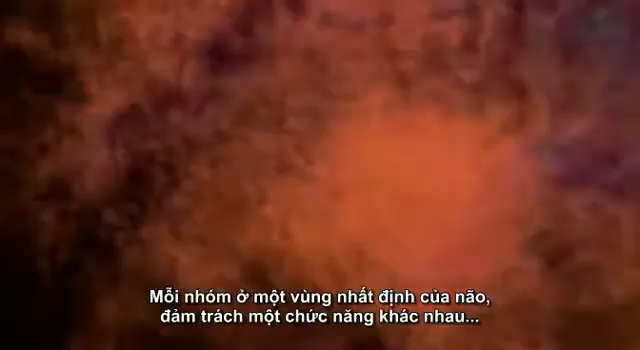 Mỗi nhóm ở một vùng nhất định của não,
đảm trách một chức năng khác nhau...